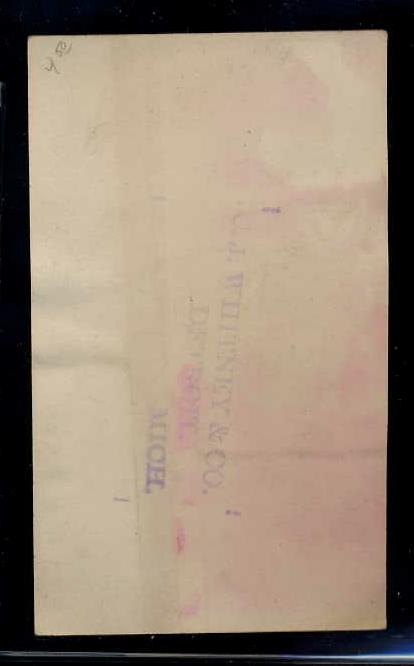 C. J. WHITNEY & CO.
DETROIT,
MICH.